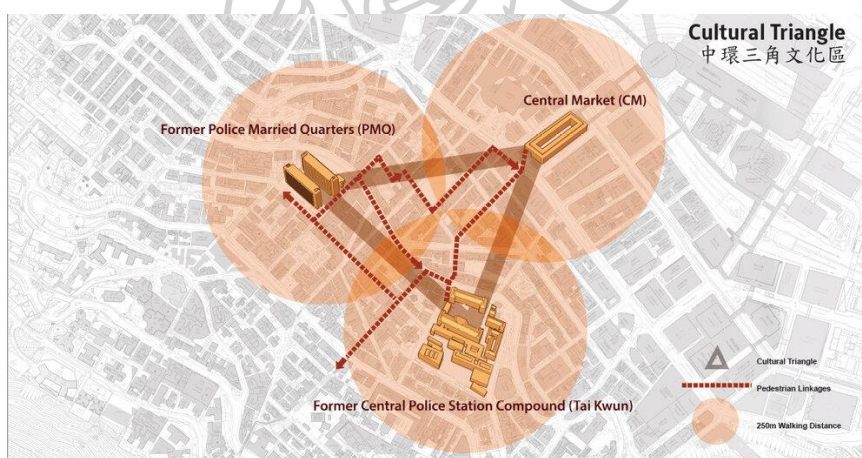 Cultural Triangle
中環三角文化區
Central Market (CM)
Former Police Married Quarters (PMQ)
Former Central Police Station Compound (Tai Kwun)
Cultural Triangle
Pedestrian Linkages
250m Walking Distance